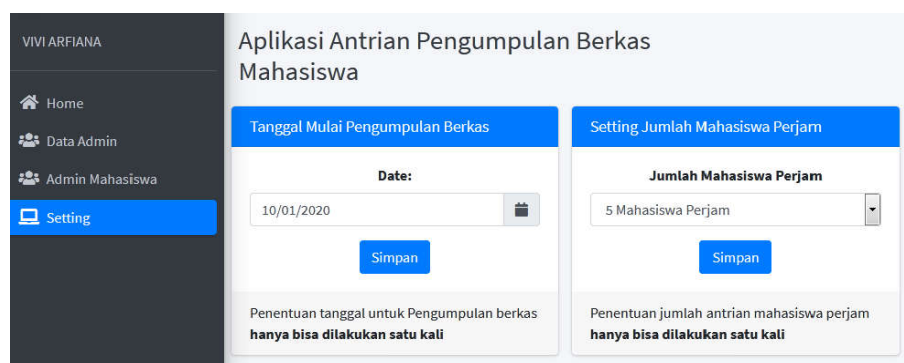 VIVI ARFIANA
Home
Data Admin
Admin Mahasiswa
Setting
Aplikasi Antrian Pengumpulan Berkas
Mahasiswa
Tanggal Mulai Pengumpulan Berkas
Date:
10/01/2020
Simpan
Penentuan tanggal untuk Pengumpulan berkas
hanya bisa dilakukan satu kali
Setting Jumlah Mahasiswa Perjam
Jumlah Mahasiswa Perjam
5 Mahasiswa Perjam
Simpan
Penentuan jumlah antrian mahasiswa perjam
hanya bisa dilakukan satu kali